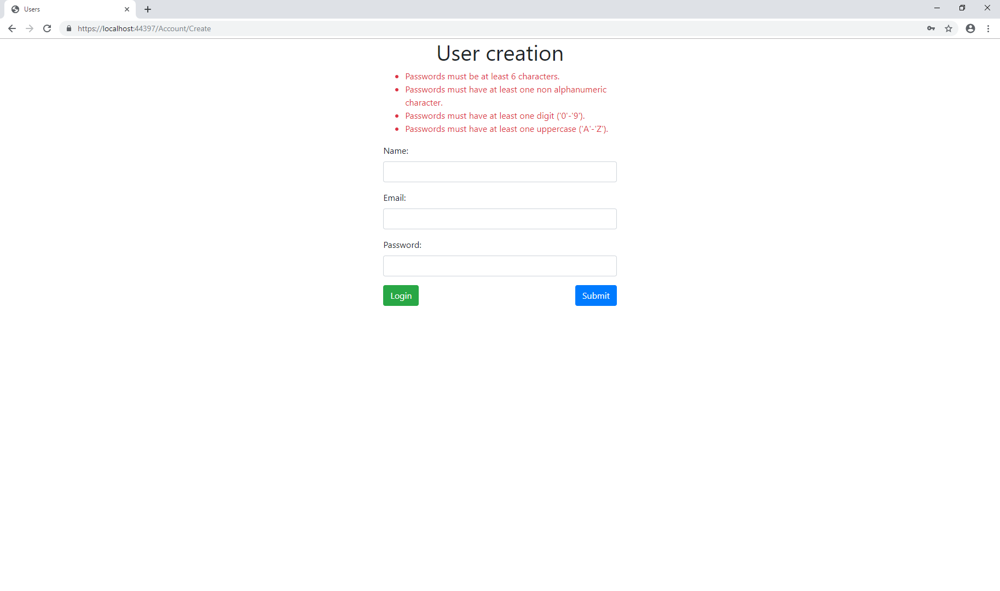 Users
https://localhost:44397/Account/Create
User creation
Passwords must be at least 6 characters.
Passwords must have at least one non alphanumeric
character.
Passwords must have at least one digit ('0'-'9').
Passwords must have at least one uppercase ('A'-'Z').
Name:
Email:
Password:
Login
Submit